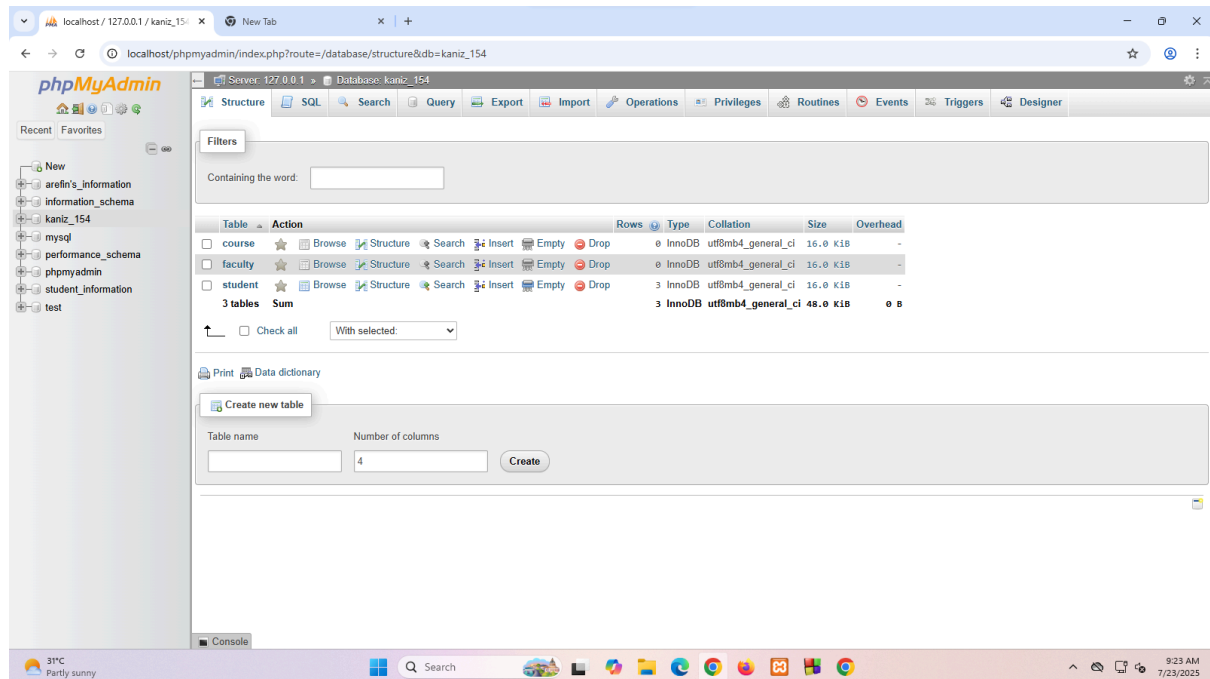 localhost / 127.0.0.1 / kaniz_154
New Tab
localhost/phpmyadmin/index.php?route=/database/structure&db=kaniz_154
phpMyAdmin
Recent Favorites
New
arefin's_information
information_schema
kaniz_154
mysql
performance_schema
phpmyadmin
student_information
test
Server: 127.0.0.1 » Database: kaniz_154
Structure SQL Search Query Export Import Operations Privileges Routines Events Triggers Designer
Filters
Containing the word:
Table Action Rows Type Collation Size Overhead
course Browse Structure Search Insert Empty Drop 0 InnoDB utf8mb4_general_ci 16.0 KiB -
faculty Browse Structure Search Insert Empty Drop 0 InnoDB utf8mb4_general_ci 16.0 KiB -
student Browse Structure Search Insert Empty Drop 3 InnoDB utf8mb4_general_ci 16.0 KiB -
3 tables Sum 3 InnoDB utf8mb4_general_ci 48.0 KiB 0 B
Check all With selected:
Print Data dictionary
Create new table
Table name Number of columns
4 Create
Console
31°C
Partly sunny
Search
9:23 AM
7/23/2025